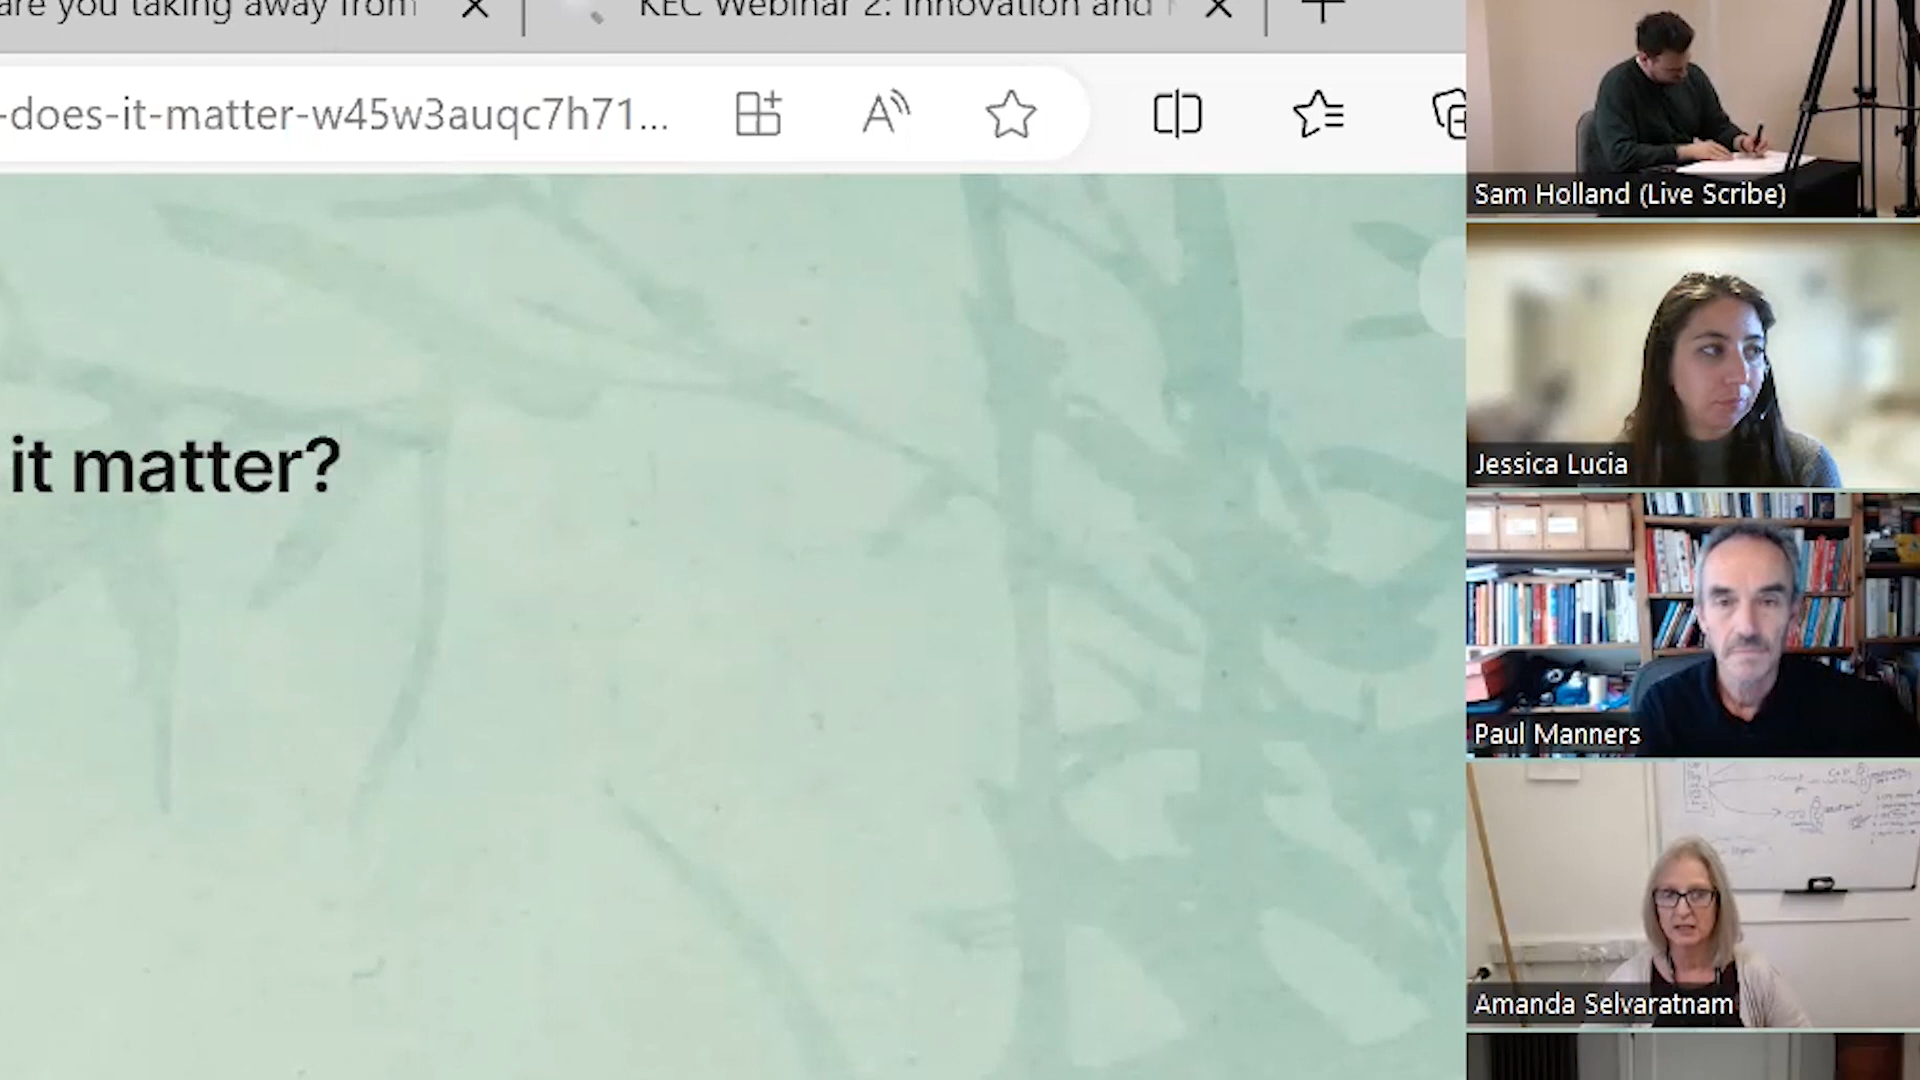 are you taking away from
KEC Webinar 2: Innovation and
-does-it-matter-w45w3auqc7h71...
it matter?
Sam Holland (Live Scribe)
Jessica Lucia
Paul Manners
Amanda Selvaratnam